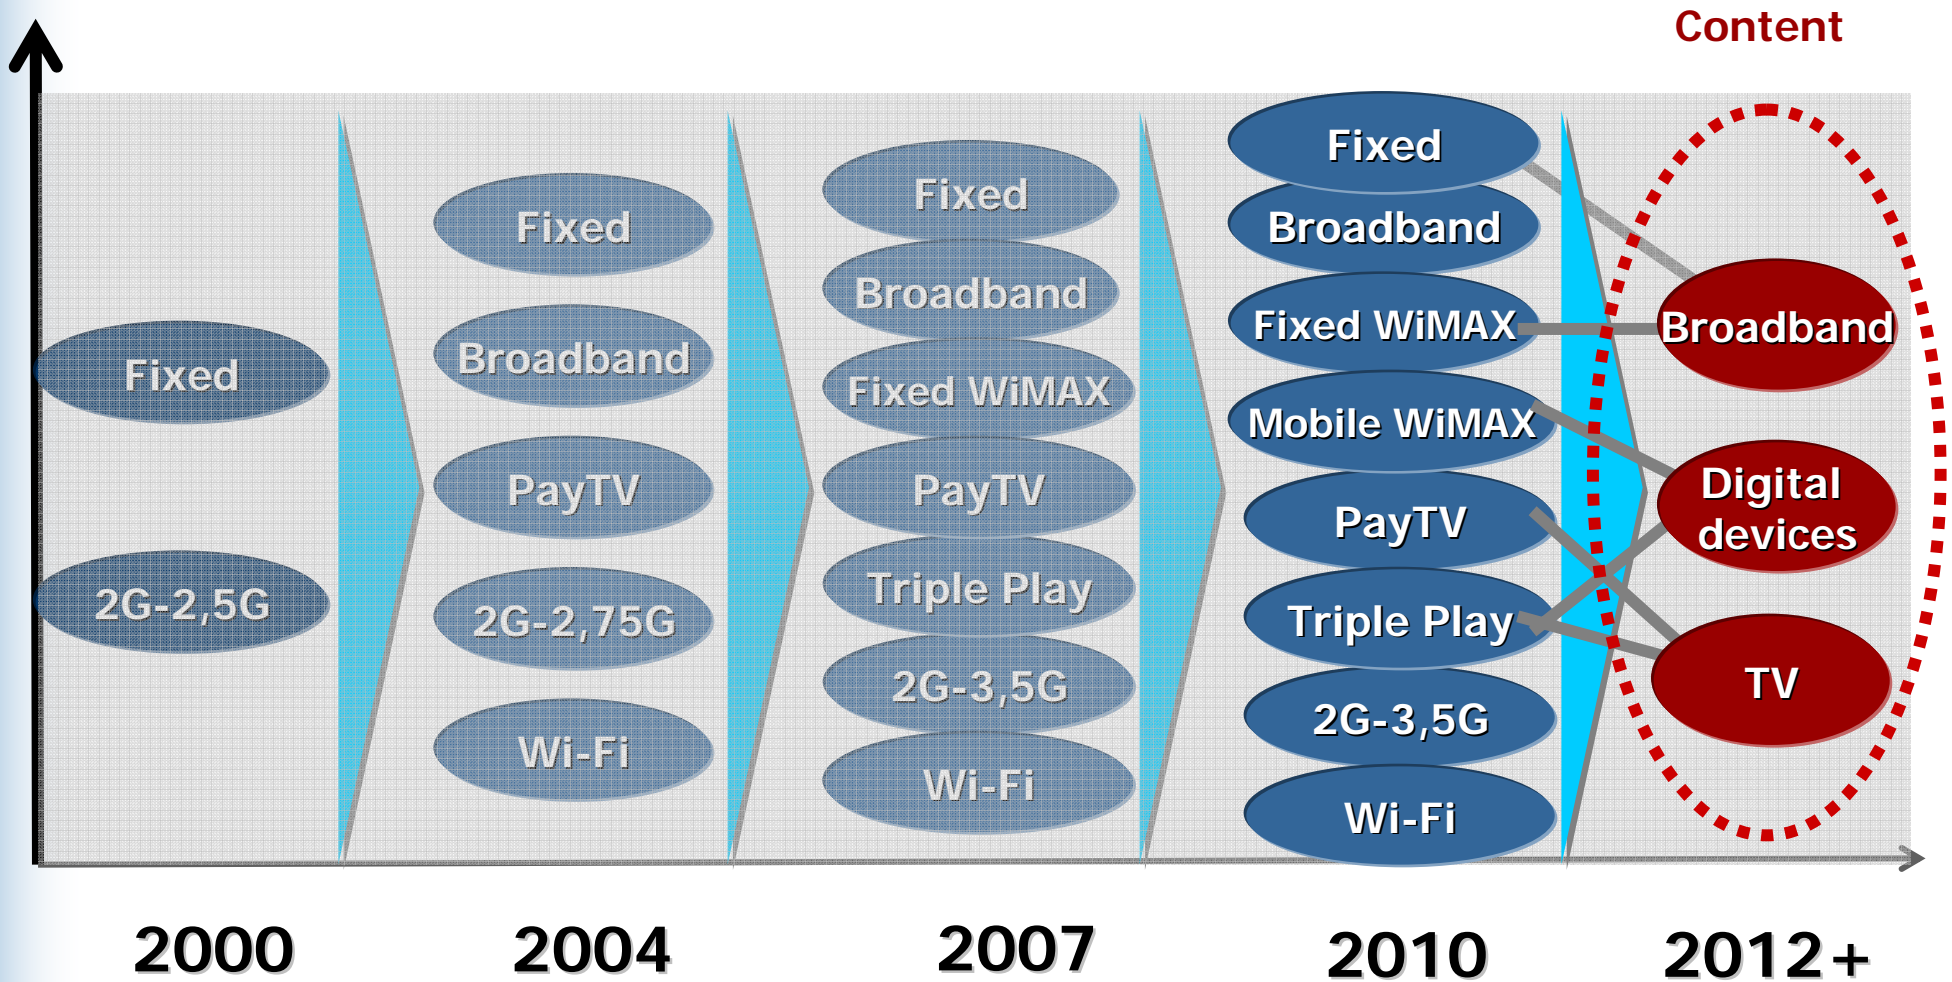 Content
Fixed
2G-2,5G
Fixed
Broadband
PayTV
2G-2,75G
Wi-Fi
Fixed
Broadband
Fixed WiMAX
PayTV
Triple Play
2G-3,5G
Wi-Fi
Fixed
Broadband
Fixed WiMAX
Mobile WiMAX
PayTV
Triple Play
2G-3,5G
Wi-Fi
Broadband
Digital
devices
TV
2000
2004
2007
2010
2012+